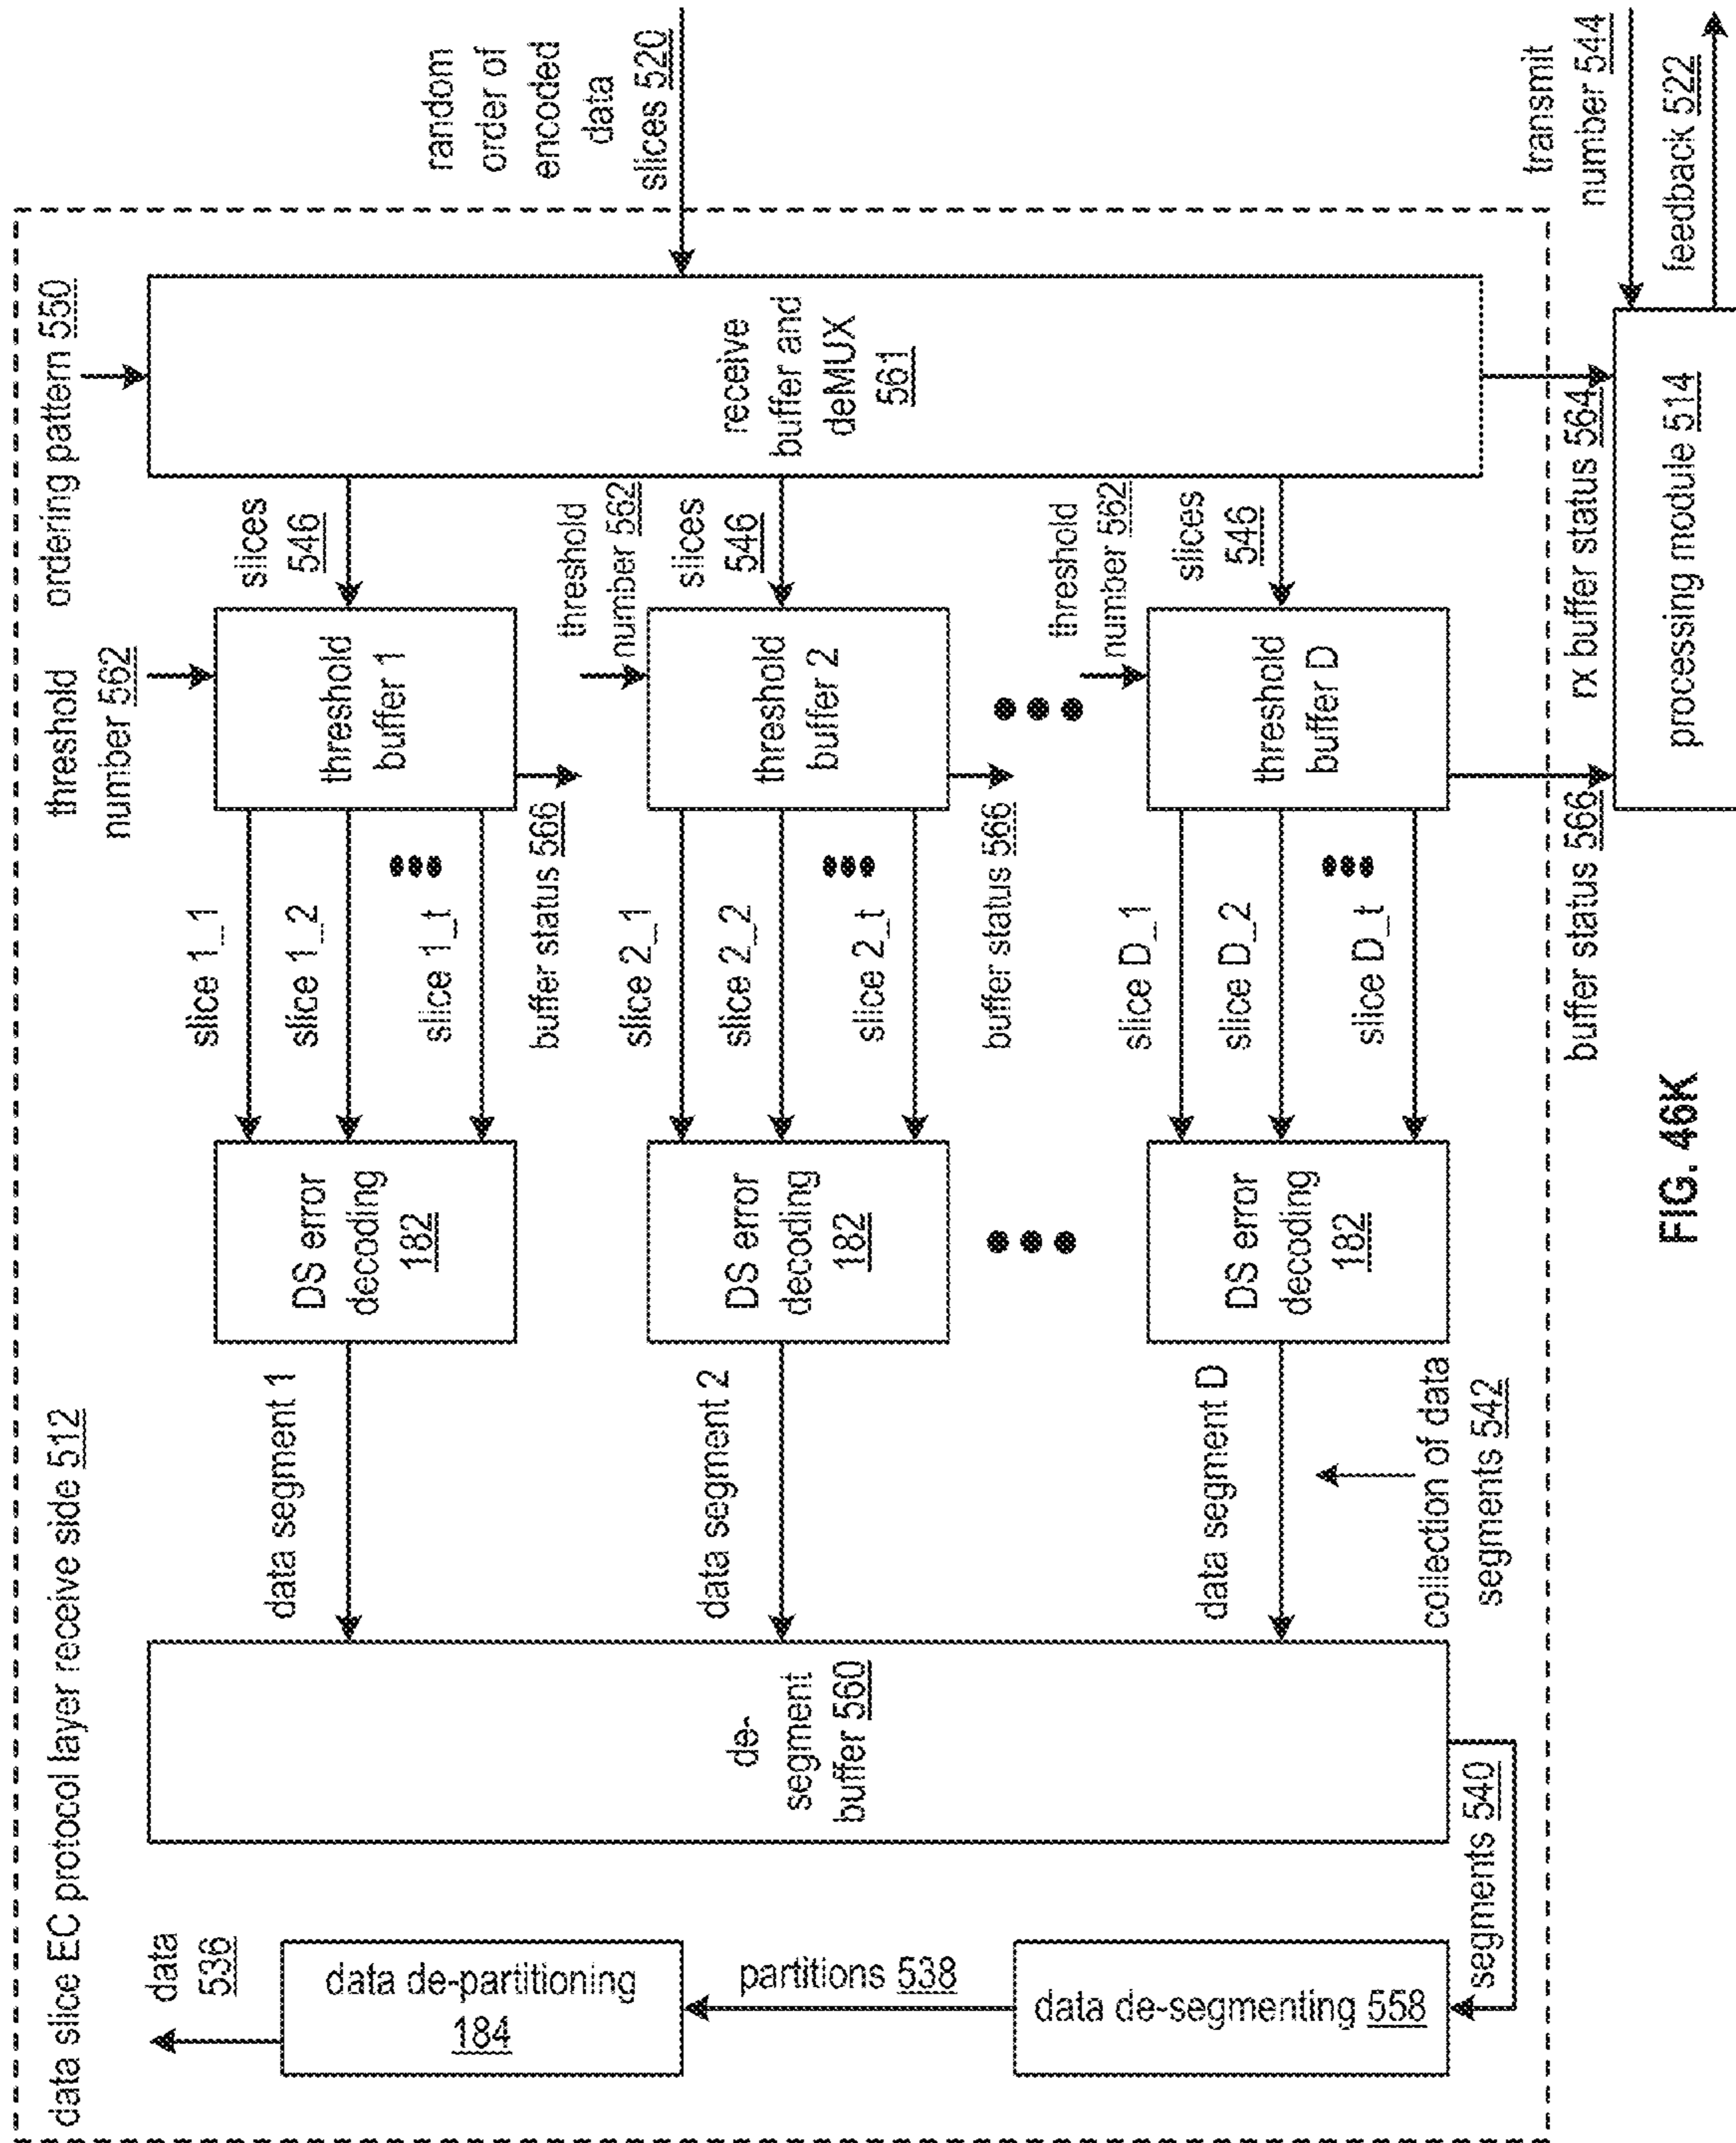 data slice EC protocol layer receive side 512
data
536
data de-partitioning
184
partitions 538
data de-segmenting 558
segments 540
de-
segment
buffer 560
data segment 1
data segment 2
data segment D
collection of data
segments 542
DS error
decoding
182
DS error
decoding
182
DS error
decoding
182
slice 1_1
slice 1_2
slice 1_t
buffer status 566
slice 2_1
slice 2_2
slice 2_t
buffer status 566
slice D_1
slice D_2
slice D_t
buffer status 566
threshold
number 562
threshold
buffer 1
threshold
number 562
threshold
buffer 2
threshold
number 562
threshold
buffer D
ordering pattern 550
slices
546
slices
546
slices
546
receive
buffer and
deMUX
561
rx buffer status 564
processing module 514
random
order of
encoded
data
slices 520
transmit
number 544
feedback 522
FIG. 46K